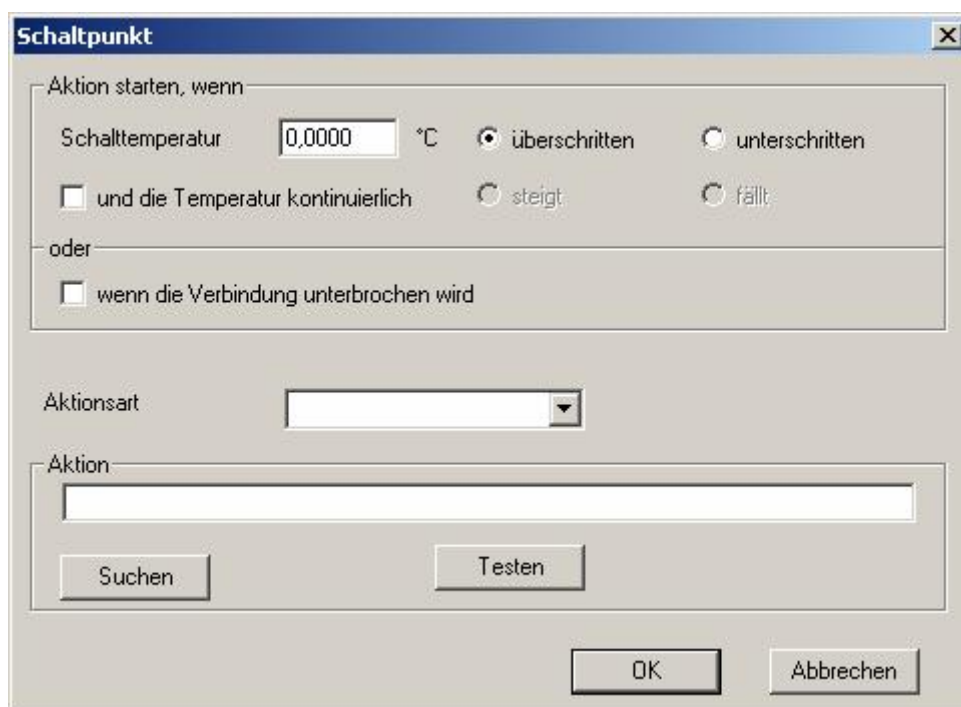 Schaltpunkt
Aktion starten, wenn
Schalttemperatur 0,0000 °C überschritten unterschritten
und die Temperatur kontinuierlich steigt fällt
oder
wenn die Verbindung unterbrochen wird
Aktionsart
Aktion
Suchen Testen
OK Abbrechen